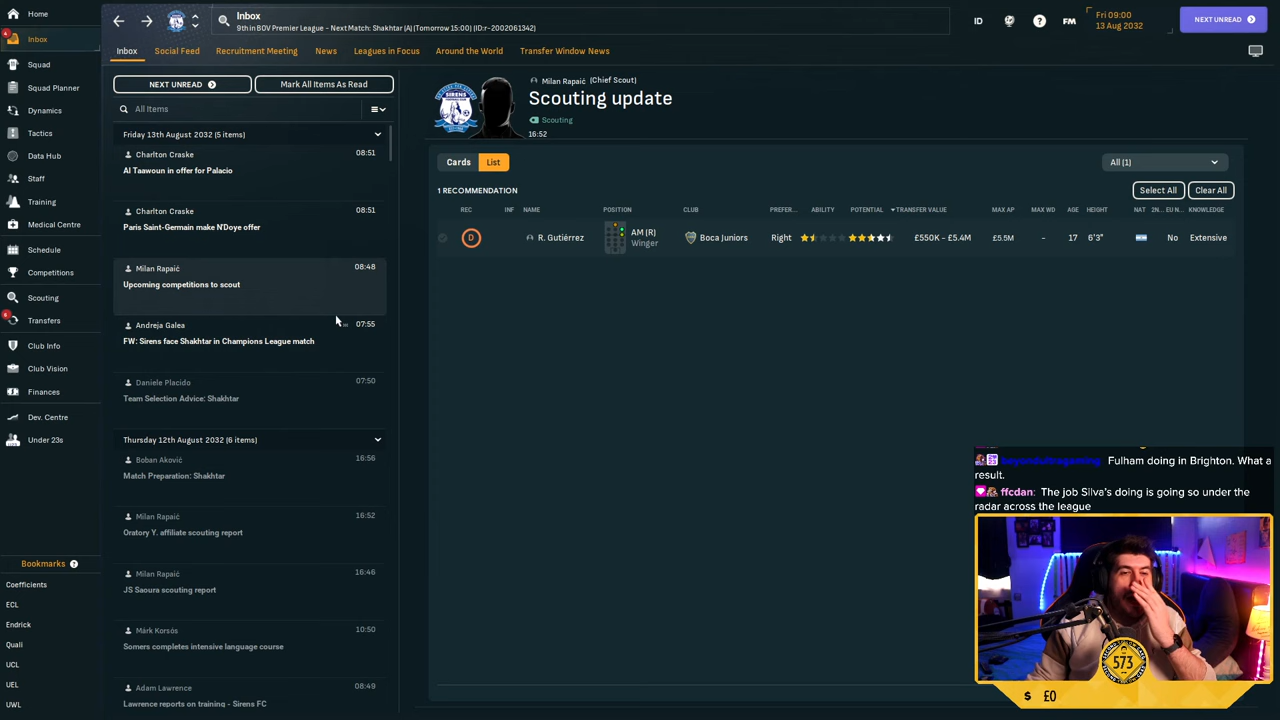 Home
Inbox
9th in BOV Premier League - Next Match: Shakhtar (A) (Tomorrow 15:00) (ID:r- 2002061342)
ID
FM
Fri 09:00
13 Aug 2032
NEXT UNREAD
4
Inbox
Squad
Squad Planner
Dynamics
Tactics
Data Hub
Staff
Training
Medical Centre
Schedule
Competitions
Scouting
6
Transfers
Club Info
Club Vision
Finances
Dev. Centre
Under 23s
Bookmarks ?
Coefficients
ECL
Endrick
Quali
UCL
UEL
UWL
Inbox Social Feed Recruitment Meeting News Leagues in Focus Around the World Transfer Window News
NEXT UNREAD
Mark All Items As Read
All Items
Friday 13th August 2032 (5 items)
Charlton Craske 08:51
Al Taawoun in offer for Palacio
Charlton Craske 08:51
Paris Saint-Germain make N'Doye offer
Milan Rapaić 08:48
Upcoming competitions to scout
Andreja Galea 07:55
FW: Sirens face Shakhtar in Champions League match
Daniele Placido 07:50
Team Selection Advice: Shakhtar
Thursday 12th August 2032 (6 items)
Boban Aković 16:56
Match Preparation: Shakhtar
Milan Rapaić 16:52
Oratory Y. affiliate scouting report
Milan Rapaić 16:46
JS Saoura scouting report
Márk Korsós 10:50
Somers completes intensive language course
Adam Lawrence 08:49
Lawrence reports on training - Sirens FC
SIRENS
Milan Rapaić (Chief Scout)
Scouting update
Scouting
16:52
Cards List
All (1)
1 RECOMMENDATION
Select All Clear All
REC INF NAME POSITION CLUB PREFER... ABILITY POTENTIAL TRANSFER VALUE MAX AP MAX WD AGE HEIGHT NAT 2N... EU N... KNOWLEDGE
D R. Gutiérrez AM (R) Boca Juniors Right £550K - £5.4M £5.5M - 17 6'3" No Extensive
Winger
Fulham doing in Brighton. What a
result.
ffcdan: The job Silva's doing is going so under the
radar across the league
573
$ £0